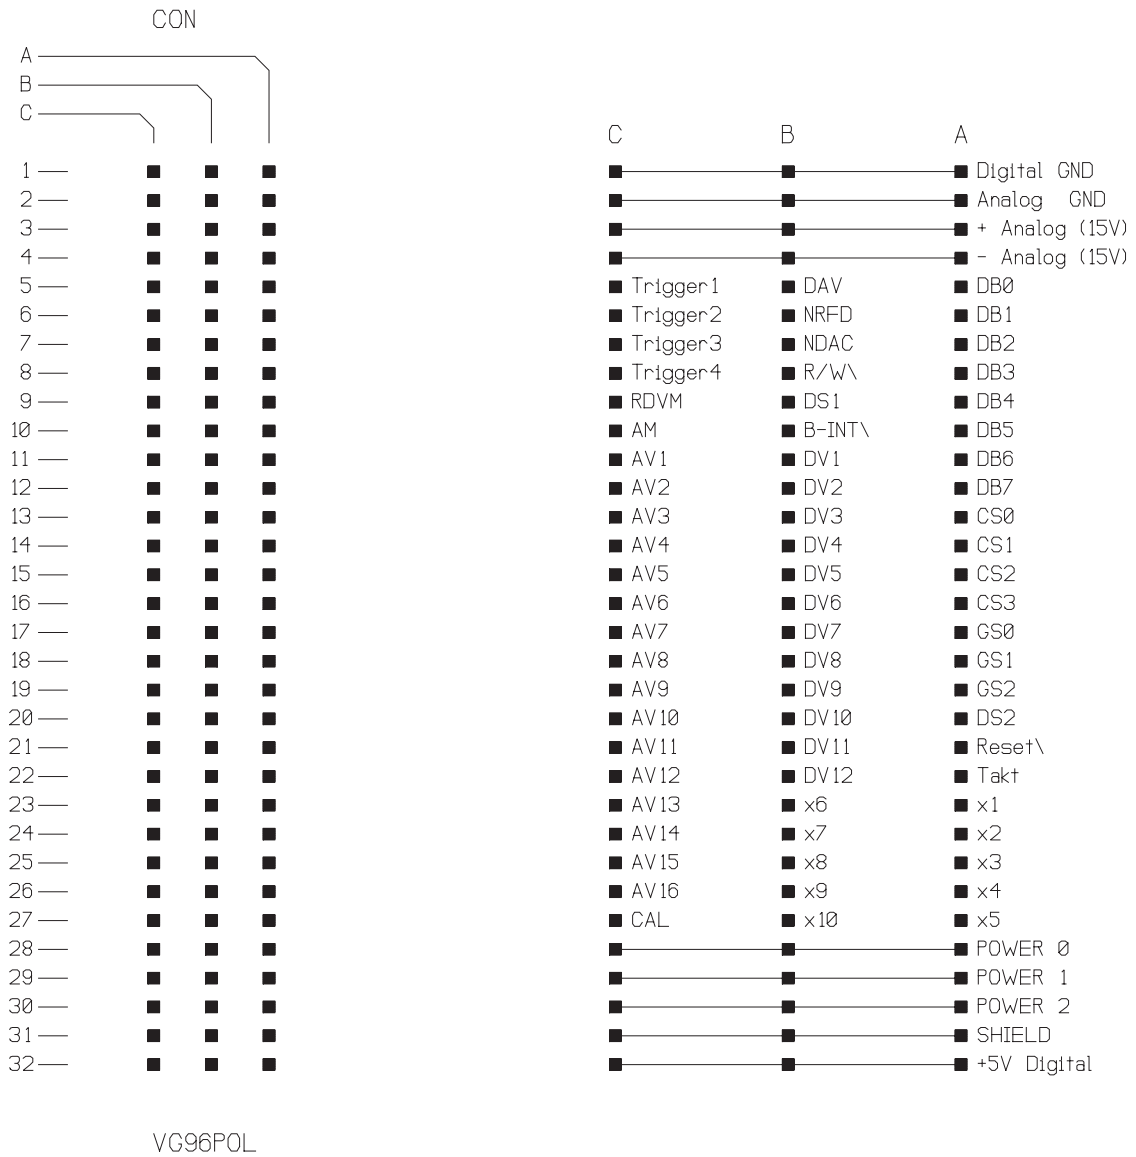 CON
A
B
C
C B A
1 Digital GND
2 Analog GND
3 + Analog (15V)
4 - Analog (15V)
5 Trigger1 DAV DB0
6 Trigger2 NRFD DB1
7 Trigger3 NDAC DB2
8 Trigger4 R/W\ DB3
9 RDVM DS1 DB4
10 AM B-INT\ DB5
11 AV1 DV1 DB6
12 AV2 DV2 DB7
13 AV3 DV3 CS0
14 AV4 DV4 CS1
15 AV5 DV5 CS2
16 AV6 DV6 CS3
17 AV7 DV7 GS0
18 AV8 DV8 GS1
19 AV9 DV9 GS2
20 AV10 DV10 DS2
21 AV11 DV11 Reset\
22 AV12 DV12 Takt
23 AV13 x6 x1
24 AV14 x7 x2
25 AV15 x8 x3
26 AV16 x9 x4
27 CAL x10 x5
28 POWER 0
29 POWER 1
30 POWER 2
31 SHIELD
32 +5V Digital
VG96POL